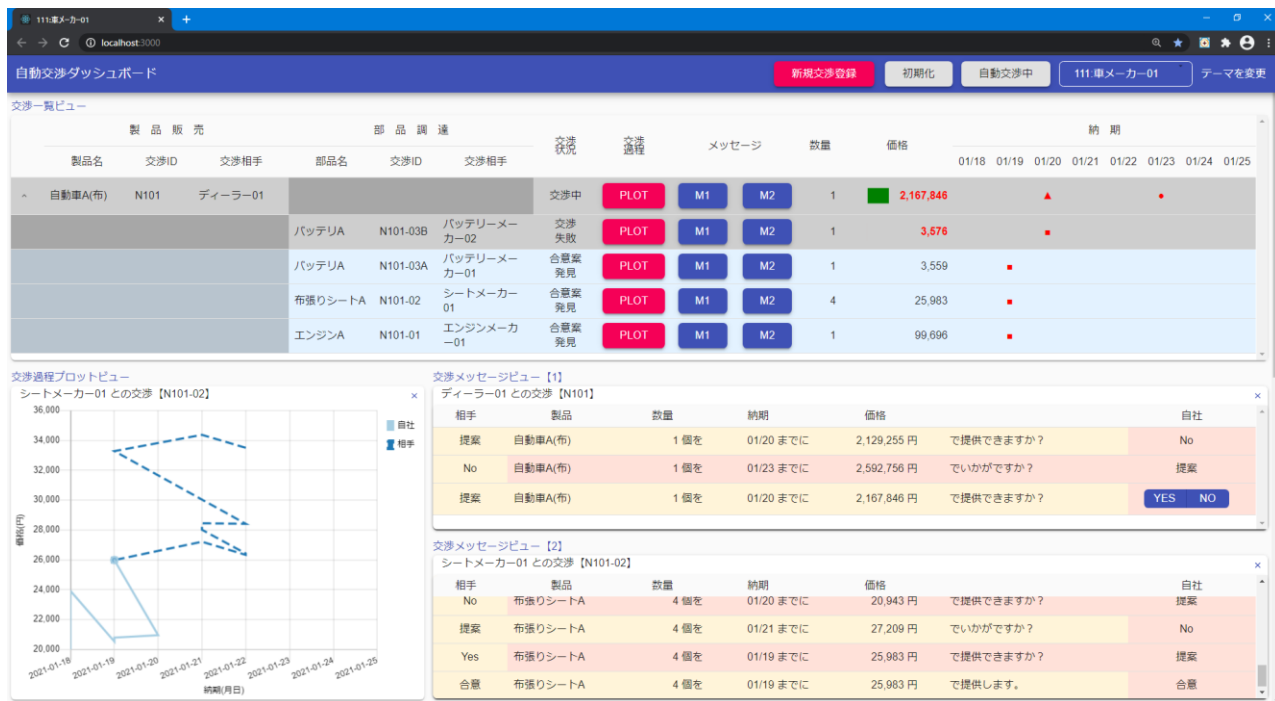 111:車メーカー01 × +
localhost:3000
自動交渉ダッシュボード 新規交渉登録 初期化 自動交渉中 111:車メーカー01 テーマを変更
交渉一覧ビュー
製品販売 部品調達 交渉状況 交渉過程 メッセージ 数量 価格 納期
製品名 交渉ID 交渉相手 部品名 交渉ID 交渉相手 01/18 01/19 01/20 01/21 01/22 01/23 01/24 01/25
自動車A(布) N101 ディーラー01 交渉中 PLOT M1 M2 1 2,167,846
バッテリA N101-03B バッテリーメーカー02 交渉失敗 PLOT M1 M2 1 3,576
バッテリA N101-03A バッテリーメーカー01 合意案発見 PLOT M1 M2 1 3,559
布張りシートA N101-02 シートメーカー01 合意案発見 PLOT M1 M2 4 25,983
エンジンA N101-01 エンジンメーカー01 合意案発見 PLOT M1 M2 1 99,696
交渉過程プロットビュー
シートメーカー01 との交渉【N101-02】 ×
36,000
34,000
32,000
30,000
28,000
26,000
24,000
22,000
20,000
価格(円)
2021-01-18 2021-01-19 2021-01-20 2021-01-21 2021-01-22 2021-01-23 2021-01-24 2021-01-25
納期(月日)
自社
相手
交渉メッセージビュー【1】
ディーラー01 との交渉【N101】 ×
相手 製品 数量 納期 価格 自社
提案 自動車A(布) 1 個を 01/20 までに 2,129,255 円 で提供できますか？ No
No 自動車A(布) 1 個を 01/23 までに 2,592,756 円 でいかがですか？ 提案
提案 自動車A(布) 1 個を 01/20 までに 2,167,846 円 で提供できますか？ YES NO
交渉メッセージビュー【2】
シートメーカー01 との交渉【N101-02】 ×
相手 製品 数量 納期 価格 自社
No 布張りシートA 4 個を 01/20 までに 20,943 円 で提供できますか？ 提案
提案 布張りシートA 4 個を 01/21 までに 27,209 円 でいかがですか？ No
Yes 布張りシートA 4 個を 01/19 までに 25,983 円 で提供できますか？ 提案
合意 布張りシートA 4 個を 01/19 までに 25,983 円 で提供します。 合意